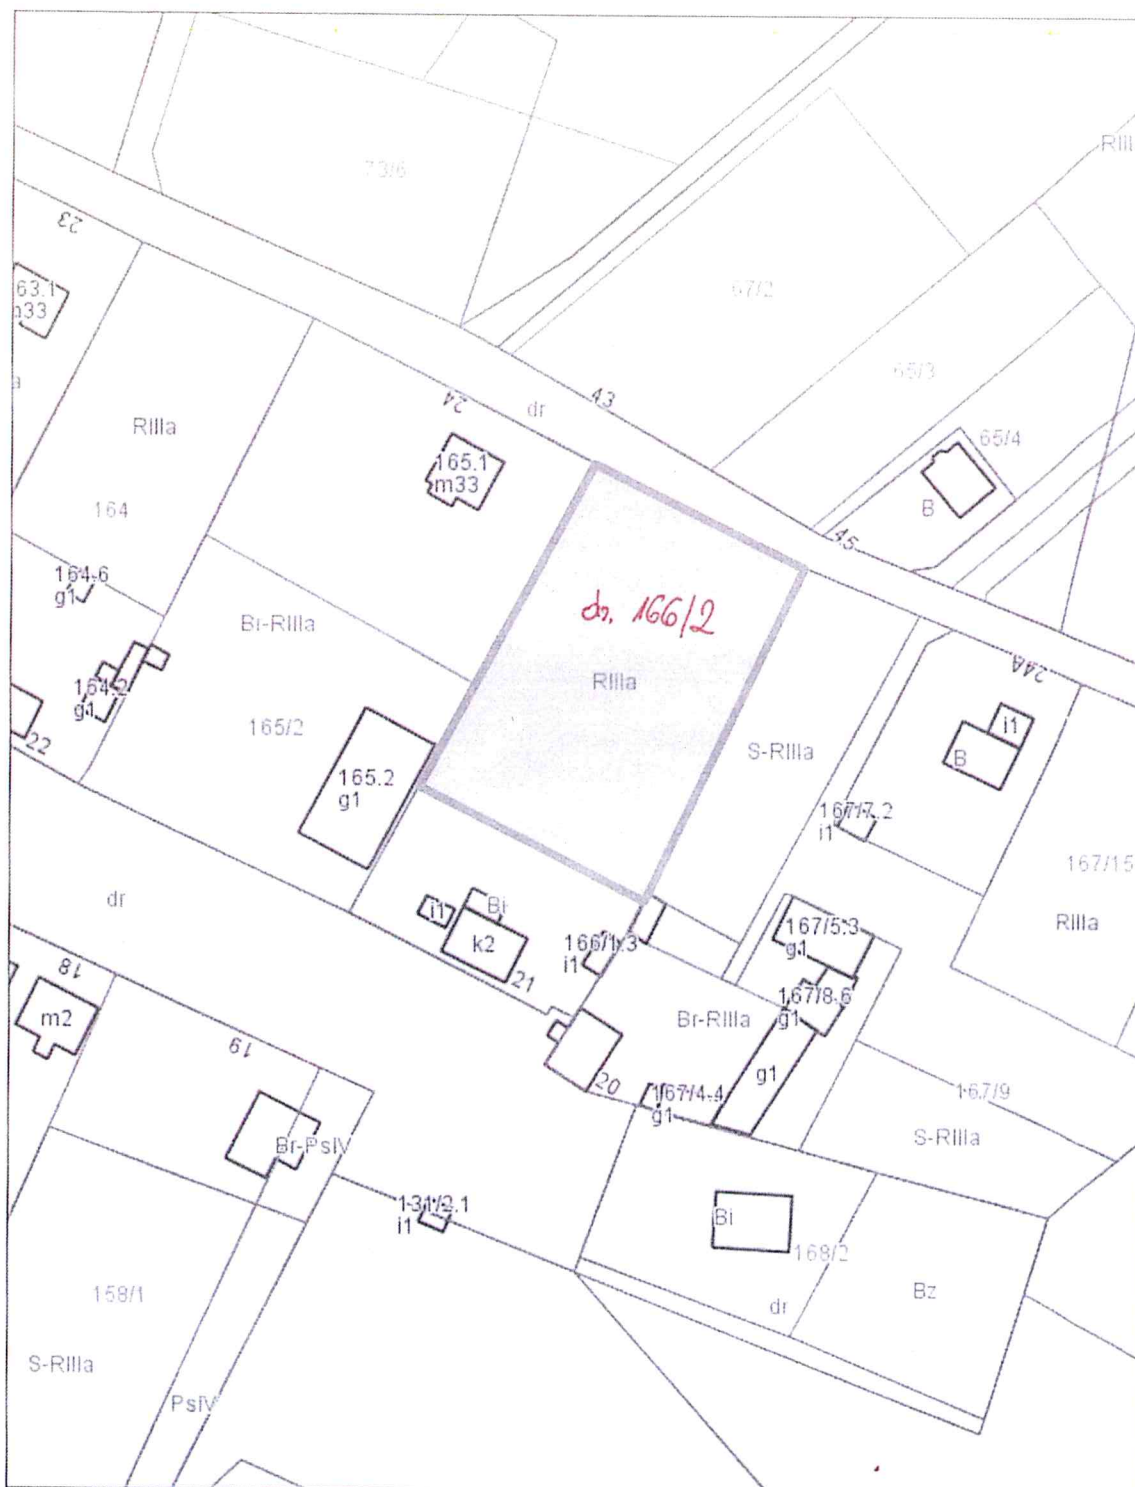 73/6
RIII
23
63.1
m33
67/2
65/3
43
24
dr
RIIIa
165.1
m33
65/4
B
164
45
164.6
g1
Bi-RIIIa
dz. 166/2
RIIIa
24A
164.2
g1
165/2
22
S-RIIIa
i1
B
165.2
g1
167/7.2
i1
167/15
RIIIa
dr
i1
Bi
k2
21
166/1.3
i1
167/5.3
g1
18
m2
167/8.6
g1
Br-RIIIa
19
20
g1
167/4.4
g1
167/9
S-RIIIa
Br-PsIV
131/2.1
i1
Bi
168/2
158/1
dr
Bz
S-RIIIa
PsIV